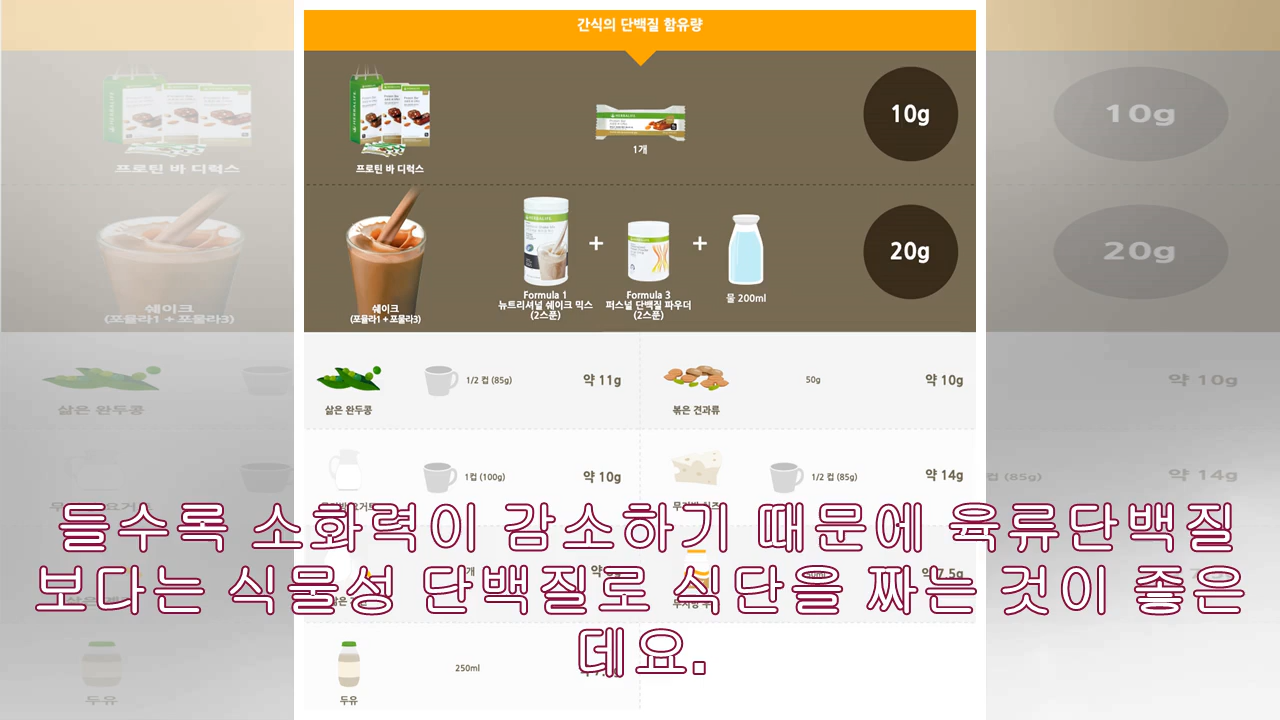 간식의 단백질 함유량
프로틴 바 디럭스
1개
10g
쉐이크
(포뮬라1 + 포뮬라3)
+
+
Formula 1
뉴트리셔널 쉐이크 믹스
(2스푼)
Formula 3
퍼스널 단백질 파우더
(2스푼)
물 200ml
20g
삶은 완두콩
1/2 컵 (85g)
약 11g
볶은 견과류
50g
약 10g
1컵 (100g)
약 10g
1/2 컵 (85g)
약 14g
들수록 소화력이 감소하기 때문에 육류단백질
보다는 식물성 단백질로 식단을 짜는 것이 좋은
데요.
두유
250ml